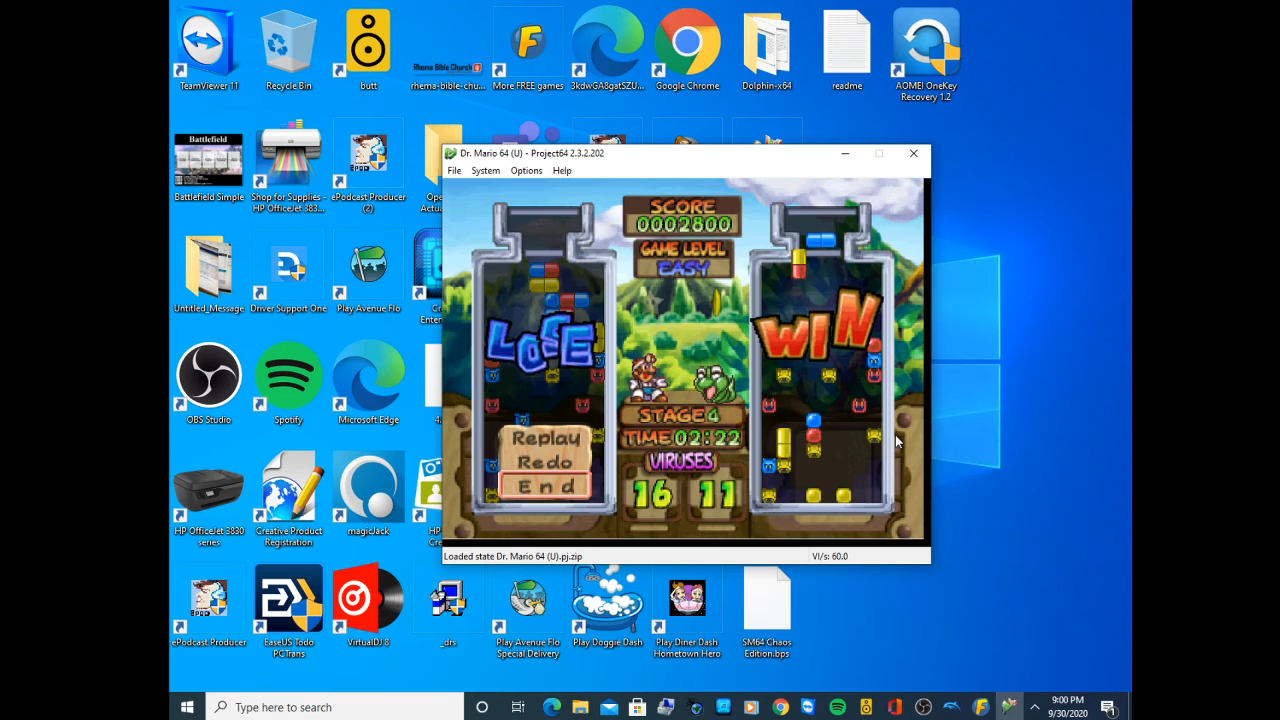 TeamViewer 11
Recycle Bin
butt
Rhema Bible Church
rhema-bible-chu...
More FREE games
3kdwGA8gatSZU...
Google Chrome
Dolphin-x64
readme
AOMEI OneKey
Recovery 1.2
Battlefield
Battlefield Simple
Shop for Supplies -
HP OfficeJet 383...
ePodcast Producer
(2)
Dr. Mario 64 (U) - Project64 2.3.2.202
File System Options Help
Untitled_Message
Driver Support One
Play Avenue Flo
SCORE
0002800
GAME LEVEL
EASY
LOSE
WIN
STAGE 4
TIME 02:22
VIRUSES
16 11
Replay
Redo
End
Loaded state Dr. Mario 64 (U).pj.zip
VI/s: 60.0
OBS Studio
Spotify
Microsoft Edge
HP OfficeJet 3830
series
Creative Product
Registration
magicJack
ePodcast Producer
EaseUS Todo
PCTrans
VirtualDJ 8
_drs
Play Avenue Flo
Special Delivery
Play Doggie Dash
Play Diner Dash
Hometown Hero
SM64 Chaos
Edition.bps
Type here to search
9:00 PM
9/30/2020
1